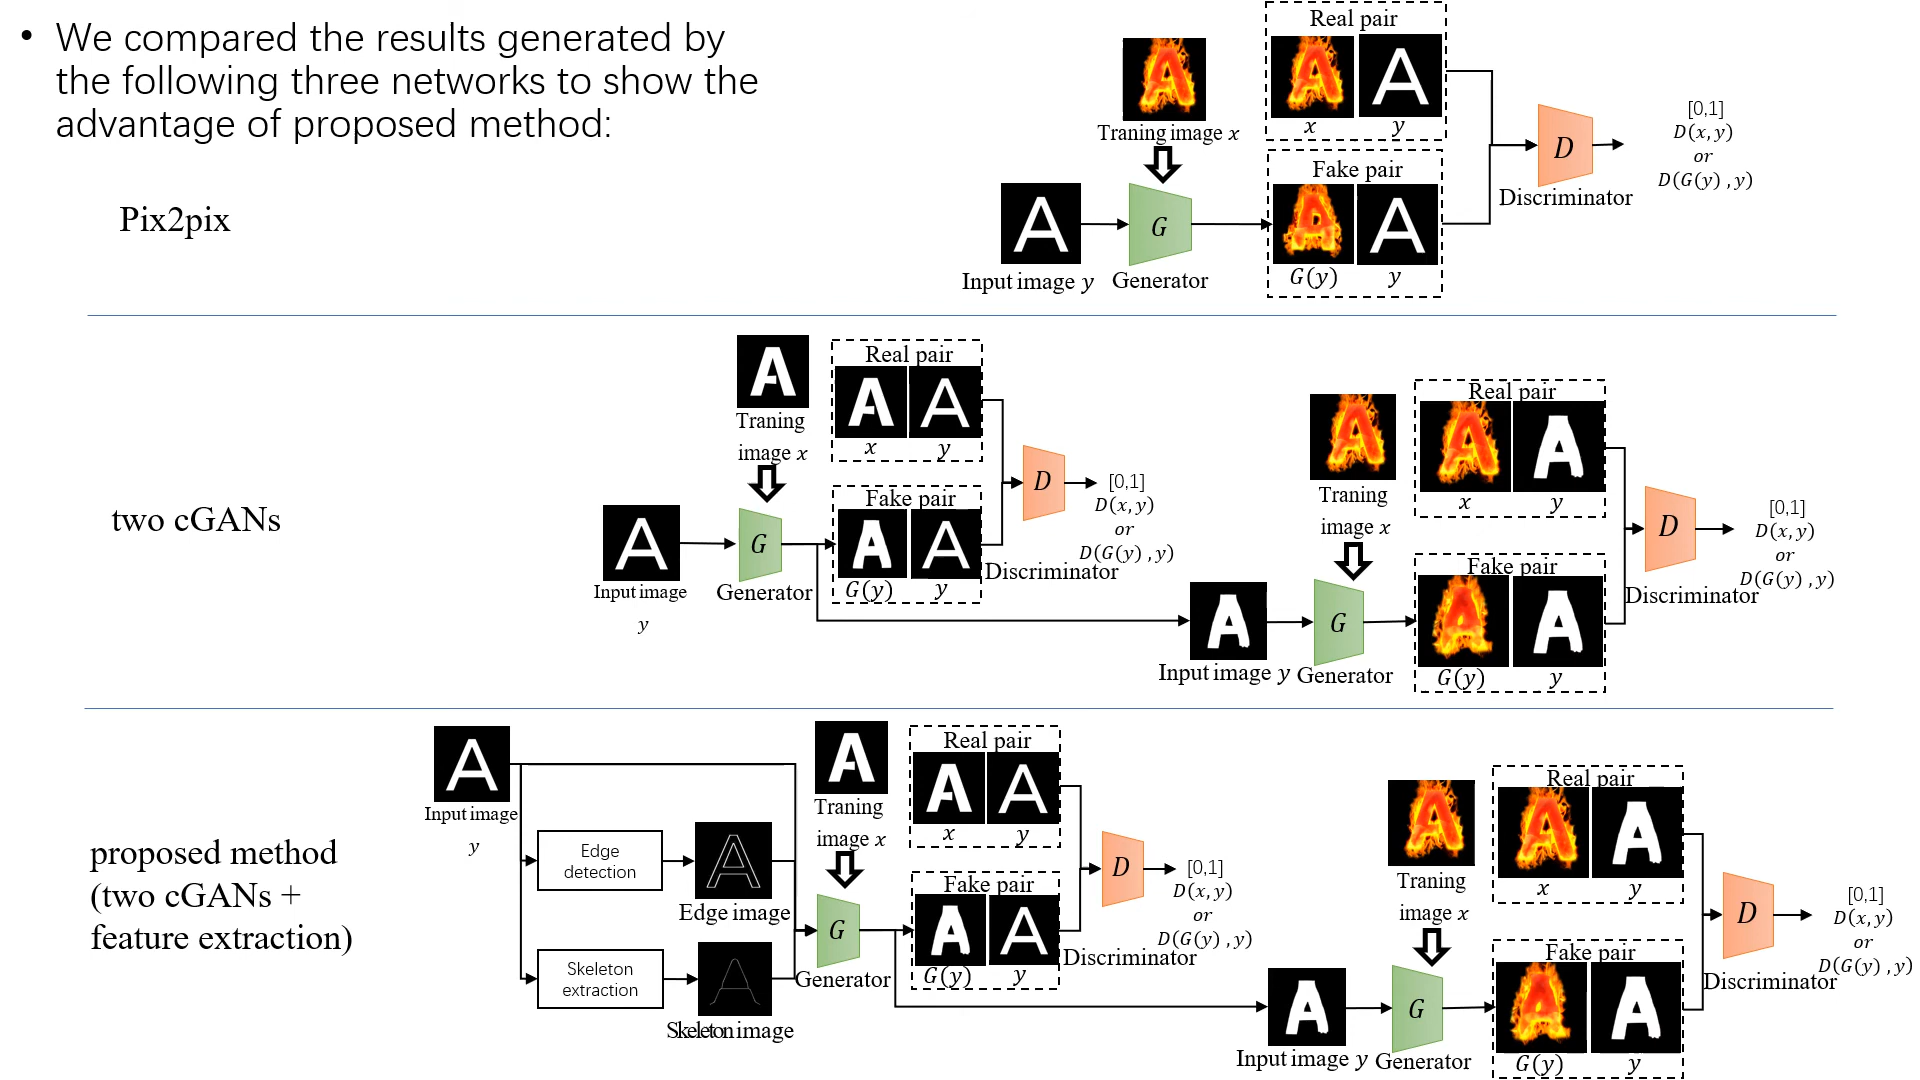 • We compared the results generated by
the following three networks to show the
advantage of proposed method:
Pix2pix
Traning image x
Input image y
G
Generator
Real pair
x
y
Fake pair
G(y)
y
D
Discriminator
[0,1]
D(x,y)
or
D(G(y),y)
two cGANs
Input image
y
Traning
image x
G
Generator
Real pair
x
y
Fake pair
G(y)
y
D
Discriminator
[0,1]
D(x,y)
or
D(G(y),y)
Input image y
Traning
image x
G
Generator
Real pair
x
y
Fake pair
G(y)
y
D
Discriminator
[0,1]
D(x,y)
or
D(G(y),y)
proposed method
(two cGANs +
feature extraction)
Input image
y
Edge
detection
Edge image
Skeleton
extraction
Skeleton image
Traning
image x
G
Generator
Real pair
x
y
Fake pair
G(y)
y
D
Discriminator
[0,1]
D(x,y)
or
D(G(y),y)
Input image y
Traning
image x
G
Generator
Real pair
x
y
Fake pair
G(y)
y
D
Discriminator
[0,1]
D(x,y)
or
D(G(y),y)